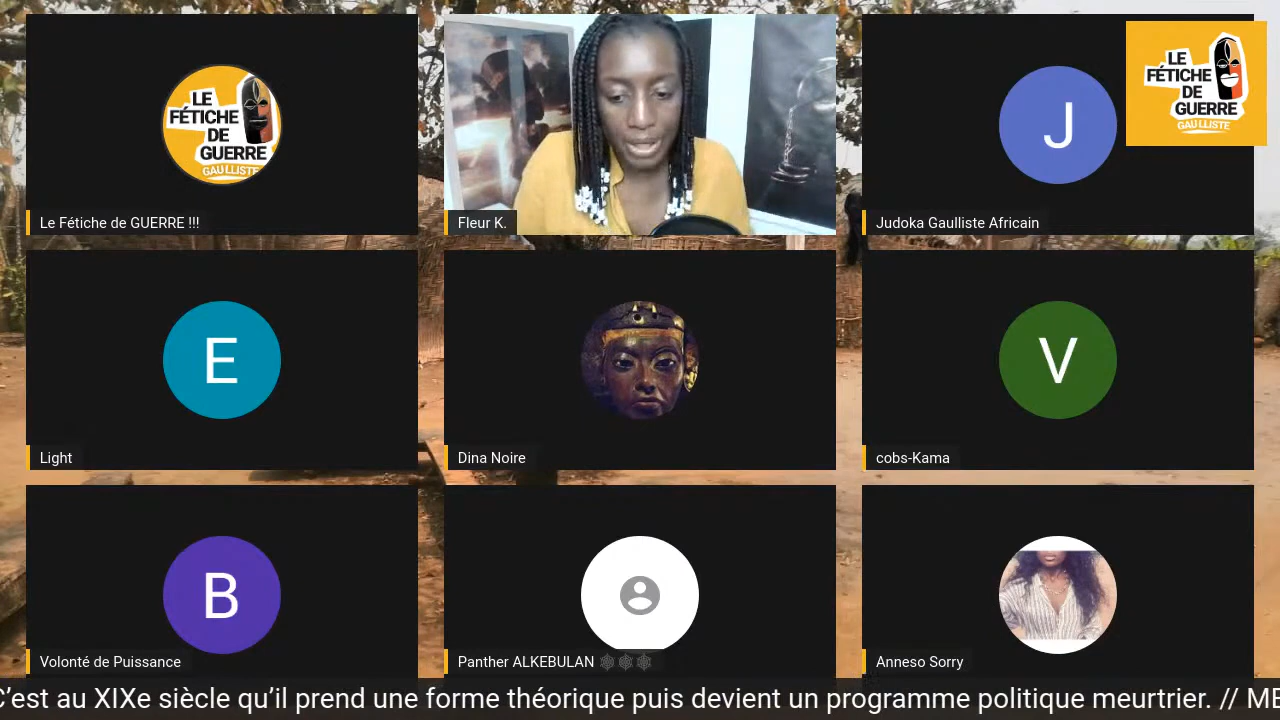 LE
FÉTICHE
DE
GUERRE
GAULLISTE
Le Fétiche de GUERRE !!!
Fleur K.
J
Judoka Gaulliste Africain
LE
FÉTICHE
DE
GUERRE
GAULLISTE
E
Light
Dina Noire
V
cobs-Kama
B
Volonté de Puissance
Panther ALKEBULAN 🕸🕸🕸
Anneso Sorry
C’est au XIXe siècle qu’il prend une forme théorique puis devient un programme politique meurtrier. // ME